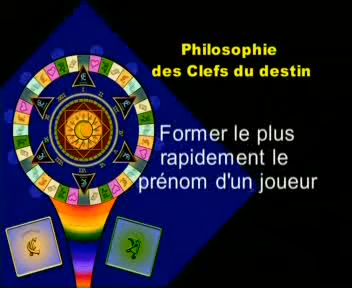 Philosophie
des Clefs du destin
Former le plus
rapidement le
prénom d'un joueur